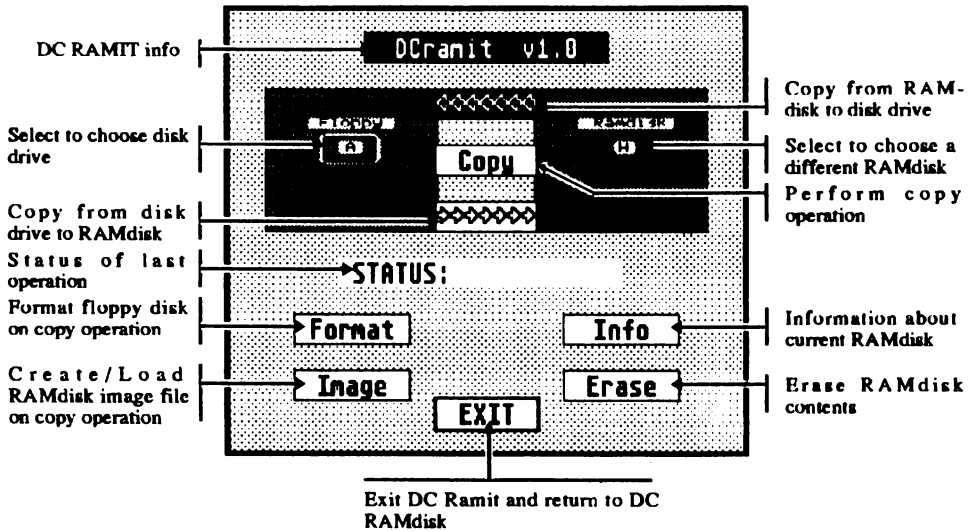 DC RAMIT info
DCramit v1.0
Copy from RAM-
disk to disk drive
Floppy
RAMdisk
Select to choose disk
drive
A
Copy
Select to choose a
different RAMdisk
Perform copy
operation
Copy from disk
drive to RAMdisk
Status of last
operation
STATUS:
Format floppy disk
on copy operation
Format
Info
Information about
current RAMdisk
Create/Load
RAMdisk image file
on copy operation
Image
Erase
Erase RAMdisk
contents
EXIT
Exit DC Ramit and return to DC
RAMdisk